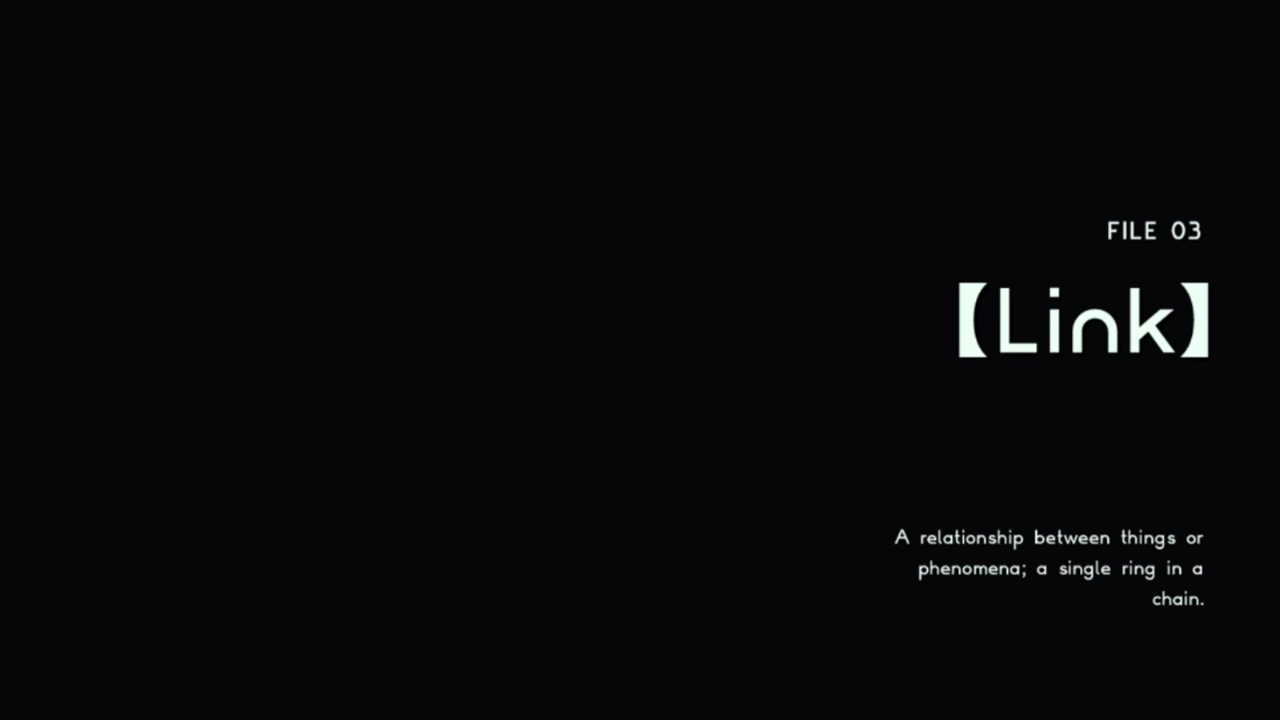 FILE 03
【Link】
A relationship between things or
phenomena; a single ring in a
chain.